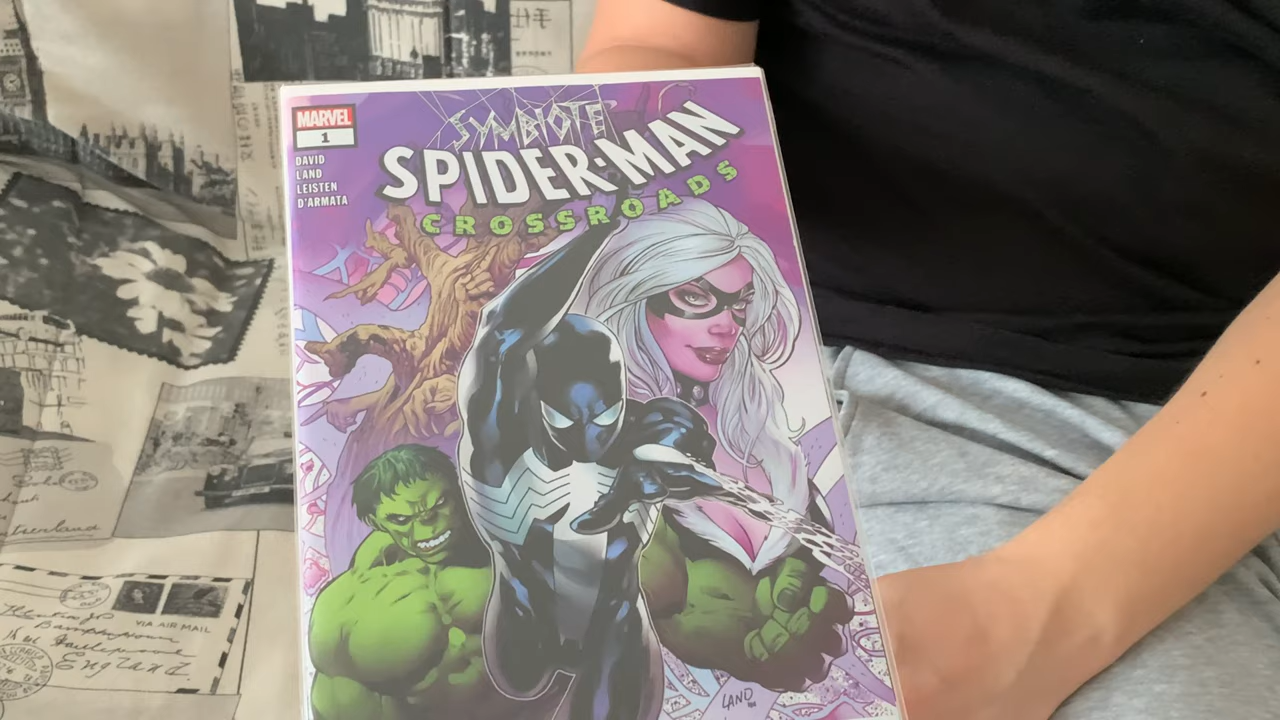 MARVEL
1
DAVID
LAND
LEISTEN
D'ARMATA
SYMBIOTE
SPIDER-MAN
CROSSROADS
LAND
VIA AIR MAIL
England